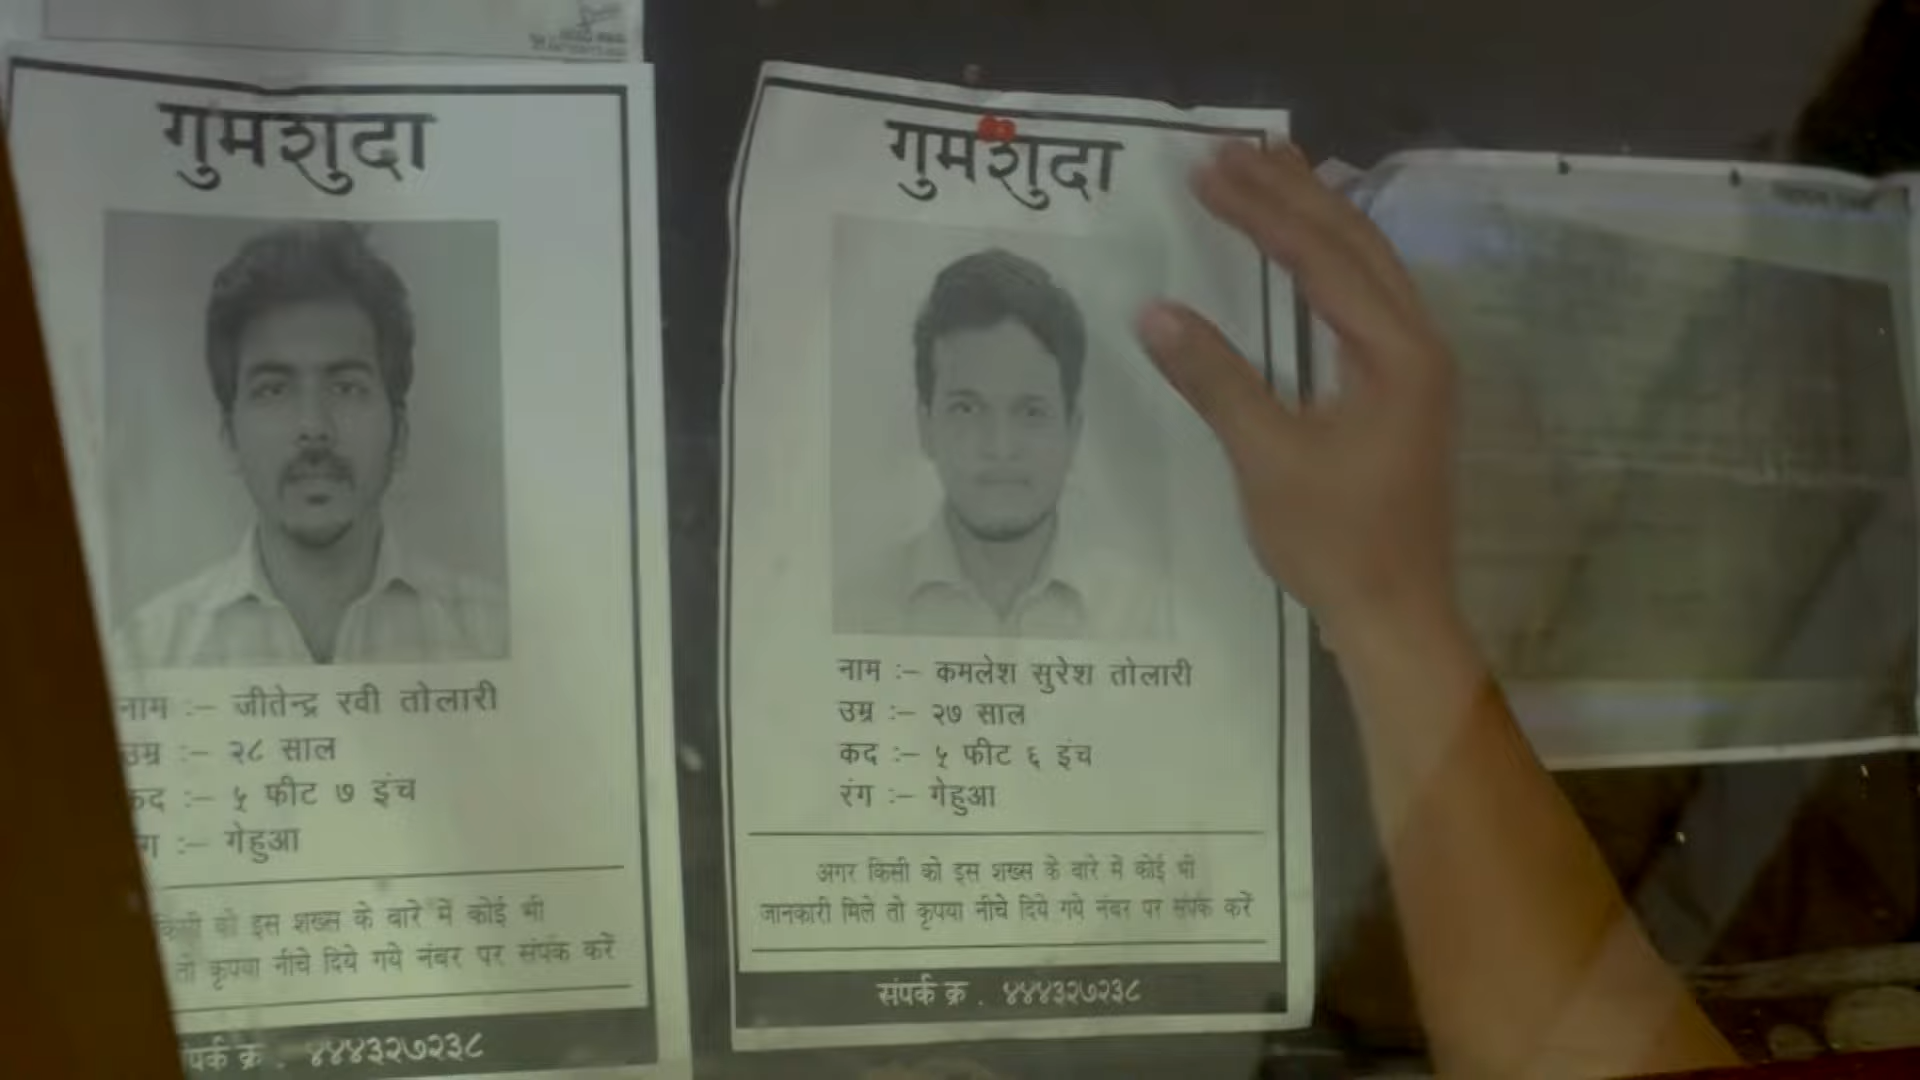 गुमशुदा
नाम :– जीतेन्द्र रवी तोलारी
उम्र :– २८ साल
कद :– ५ फीट ७ इंच
:– गेहुआ
को इस शख्स के बारे में कोई भी
तो कृपया नीचे दिये गये नंबर पर संपर्क करें
क्र . ४४४३२७२३८
गुमशुदा
नाम :– कमलेश सुरेश तोलारी
उम्र :– २७ साल
कद :– ५ फीट ६ इंच
रंग :– गेहुआ
अगर किसी को इस शख्स के बारे में कोई भी
जानकारी मिले तो कृपया नीचे दिये गये नंबर पर संपर्क करें
संपर्क क्र . ४४४३२७२३८